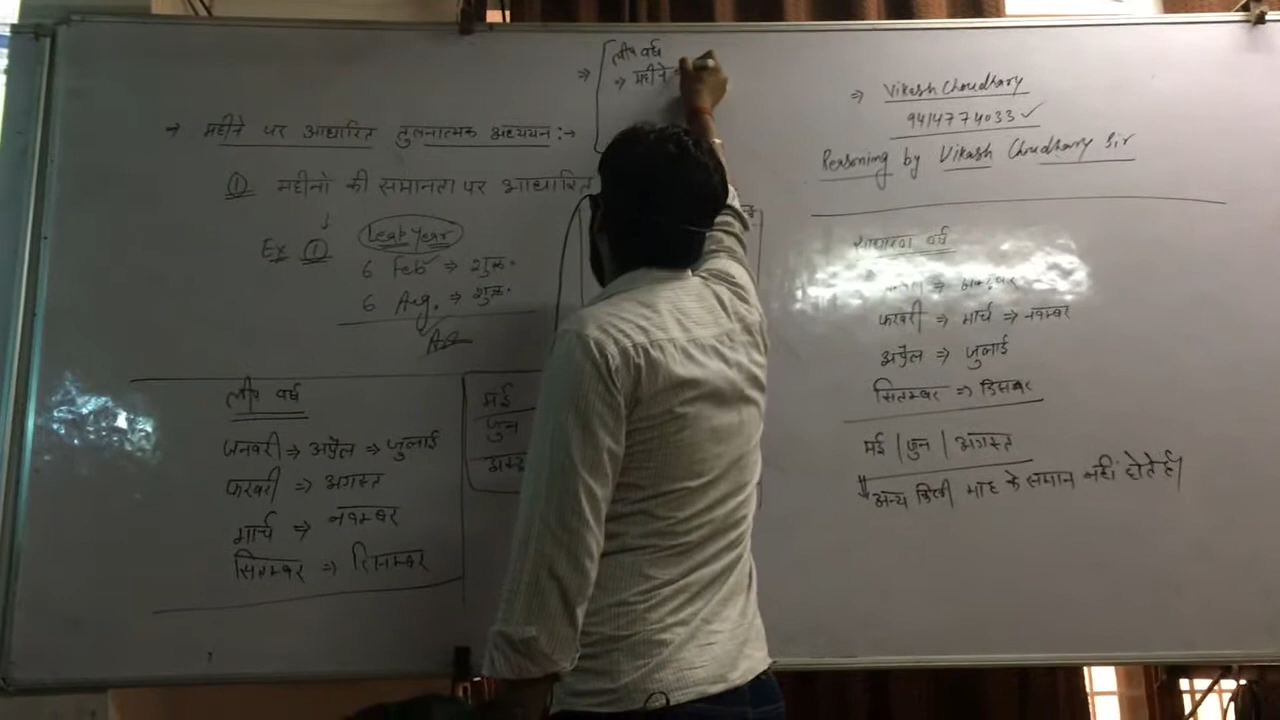 ⇒ लीप वर्ष
⇒ महीने
→ महीने पर आधारित तुलनात्मक अध्ययन :→
① महीनों की समानता पर आधारित
↓
Ex ① Leap Year
6 Feb ⇒ शुक्र.
6 Aug. ⇒ शुक्र.
लीप वर्ष
जनवरी ⇒ अप्रैल ⇒ जुलाई
फरवरी ⇒ अगस्त
मार्च ⇒ नवम्बर
सितम्बर ⇒ दिसम्बर
मई
जुन
⇒ Vikash Choudhary
9414774033 ✓
Reasoning by Vikash Choudhary Sir
साधारण वर्ष
⇒ अक्टूबर
फरवरी ⇒ मार्च ⇒ नवम्बर
अप्रैल ⇒ जुलाई
सितम्बर ⇒ दिसम्बर
मई | जुन | अगस्त
अन्य किसी माह के समान नहीं होते है।